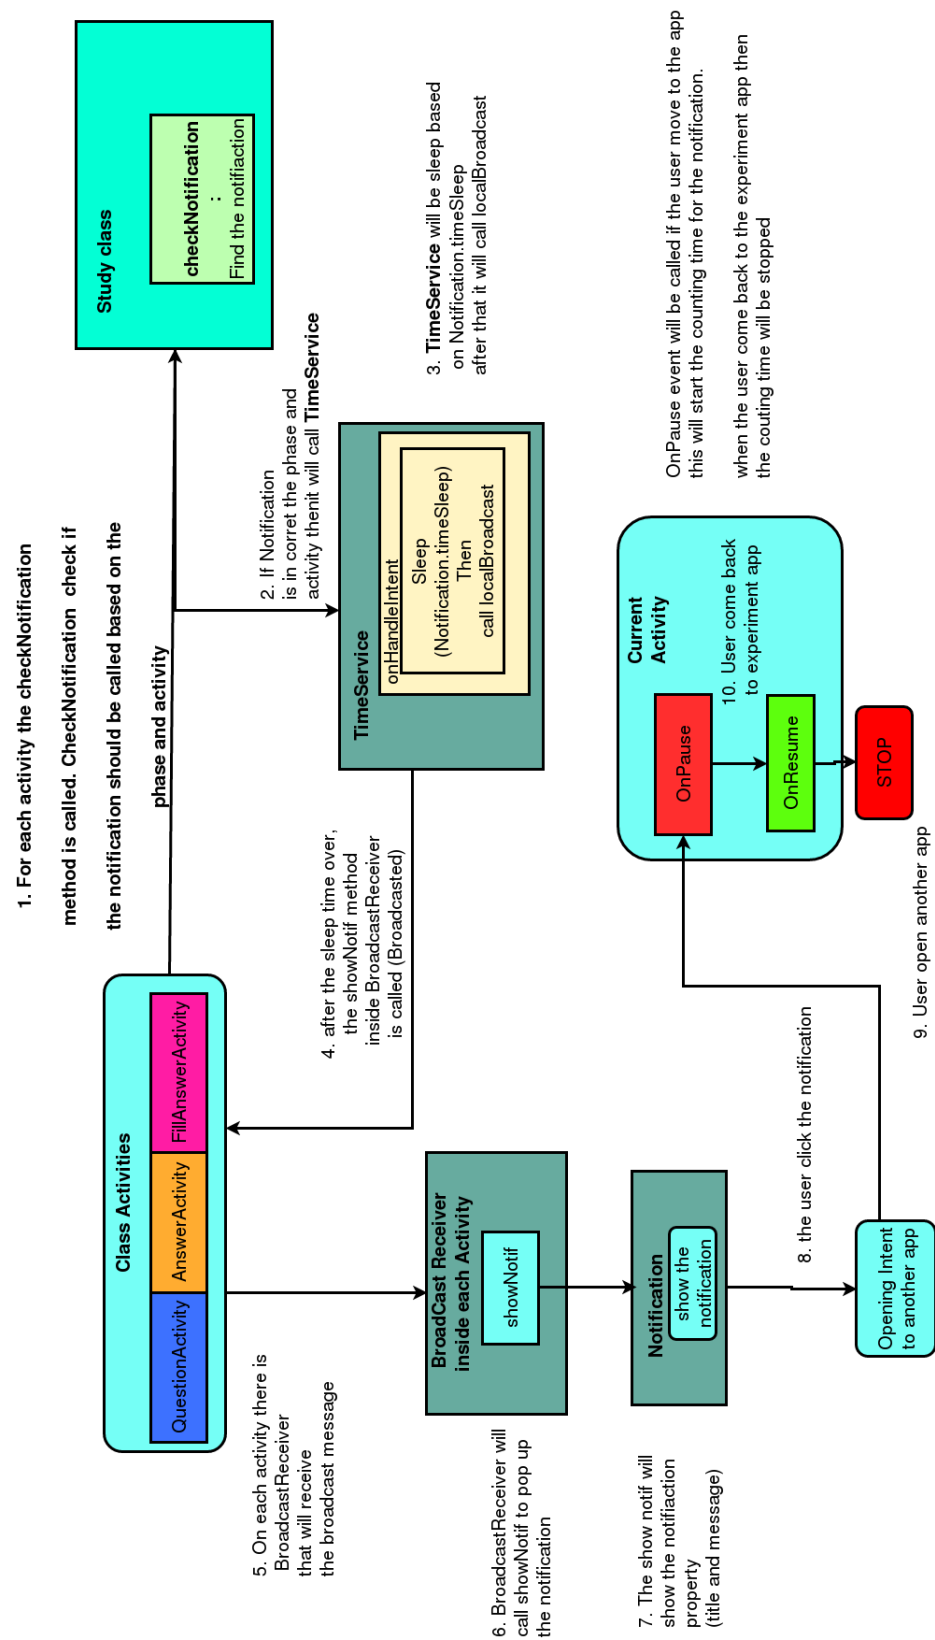 1. For each activity the checkNotification
method is called. CheckNotification check if
the notification should be called based on the
phase and activity
Class Activities
QuestionActivity
AnswerActivity
FillAnswerActivity
Study class
checkNotification
:
Find the notifiaction
2. If Notification
is in corret the phase and
activity thenit will call TimeService
TimeService
onHandleIntent
Sleep
(Notification.timeSleep)
Then
call localBroadcast
3. TimeService will be sleep based
on Notification.timeSleep
after that it will call localBroadcast
4. after the sleep time over,
the showNotif method
inside BroadcastReceiver
is called (Broadcasted)
5. On each activity there is
BroadcastReceiver
that will receive
the broadcast message
BroadCast Receiver
inside each Activity
showNotif
6. BroadcastReceiver will
call showNotif to pop up
the notification
Notification
show the
notification
7. The show notif will
show the notifiaction
property
(title and message)
8. the user click the notification
Opening Intent
to another app
9. User open another app
Current
Activity
OnPause
10. User come back
to experiment app
OnResume
STOP
OnPause event will be called if the user move to the app
this will start the counting time for the notification.
when the user come back to the experiment app then
the couting time will be stopped